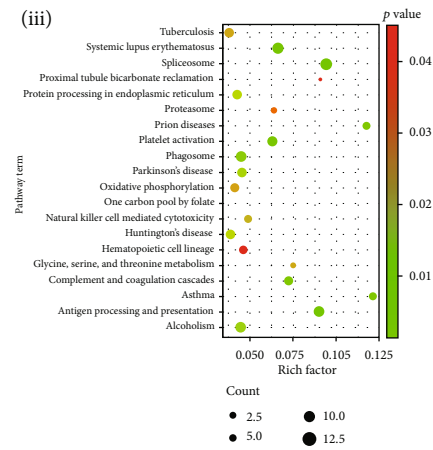 (iii)
p value
Tuberculosis
Systemic lupus erythematosus
Spliceosome
Proximal tubule bicarbonate reclamation
Protein processing in endoplasmic reticulum
Proteasome
Prion diseases
Platelet activation
Phagosome
Parkinson's disease
Oxidative phosphorylation
One carbon pool by folate
Natural killer cell mediated cytotoxicity
Huntington's disease
Hematopoietic cell lineage
Glycine, serine, and threonine metabolism
Complement and coagulation cascades
Asthma
Antigen processing and presentation
Alcoholism
Pathway term
0.04
0.03
0.02
0.01
0.050 0.075 0.105 0.125
Rich factor
Count
2.5 10.0
5.0 12.5